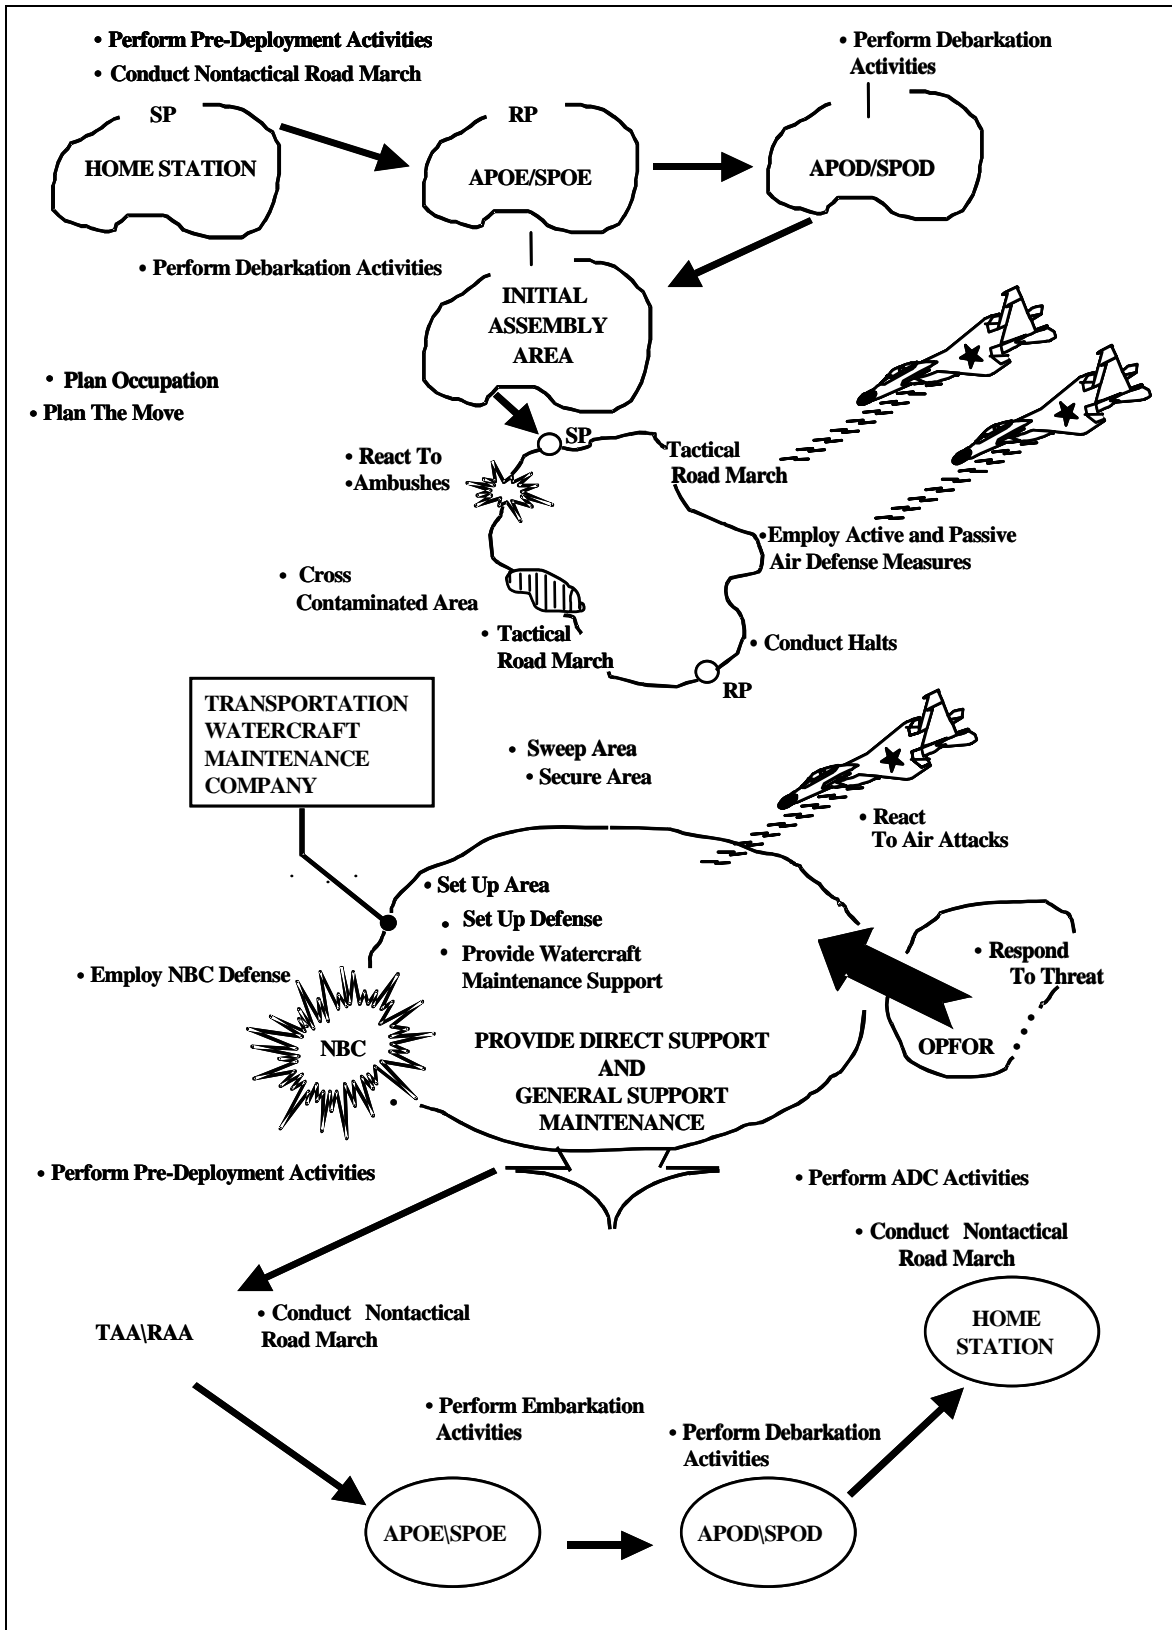 • Perform Pre-Deployment Activities
• Conduct Nontactical Road March
• Perform Debarkation
Activities
SP
HOME STATION
RP
APOE/SPOE
APOD/SPOD
• Perform Debarkation Activities
INITIAL
ASSEMBLY
AREA
• Plan Occupation
• Plan The Move
SP
Tactical
Road March
• React To
•Ambushes
•Employ Active and Passive
Air Defense Measures
• Cross
Contaminated Area
• Tactical
Road March
• Conduct Halts
RP
TRANSPORTATION
WATERCRAFT
MAINTENANCE
COMPANY
• Sweep Area
• Secure Area
• React
To Air Attacks
• Set Up Area
• Set Up Defense
• Provide Watercraft
Maintenance Support
• Employ NBC Defense
NBC
• Respond
To Threat
OPFOR
PROVIDE DIRECT SUPPORT
AND
GENERAL SUPPORT
MAINTENANCE
• Perform Pre-Deployment Activities
• Perform ADC Activities
• Conduct Nontactical
Road March
TAA\RAA
• Conduct Nontactical
Road March
HOME
STATION
• Perform Embarkation
Activities
• Perform Debarkation
Activities
APOE\SPOE
APOD\SPOD